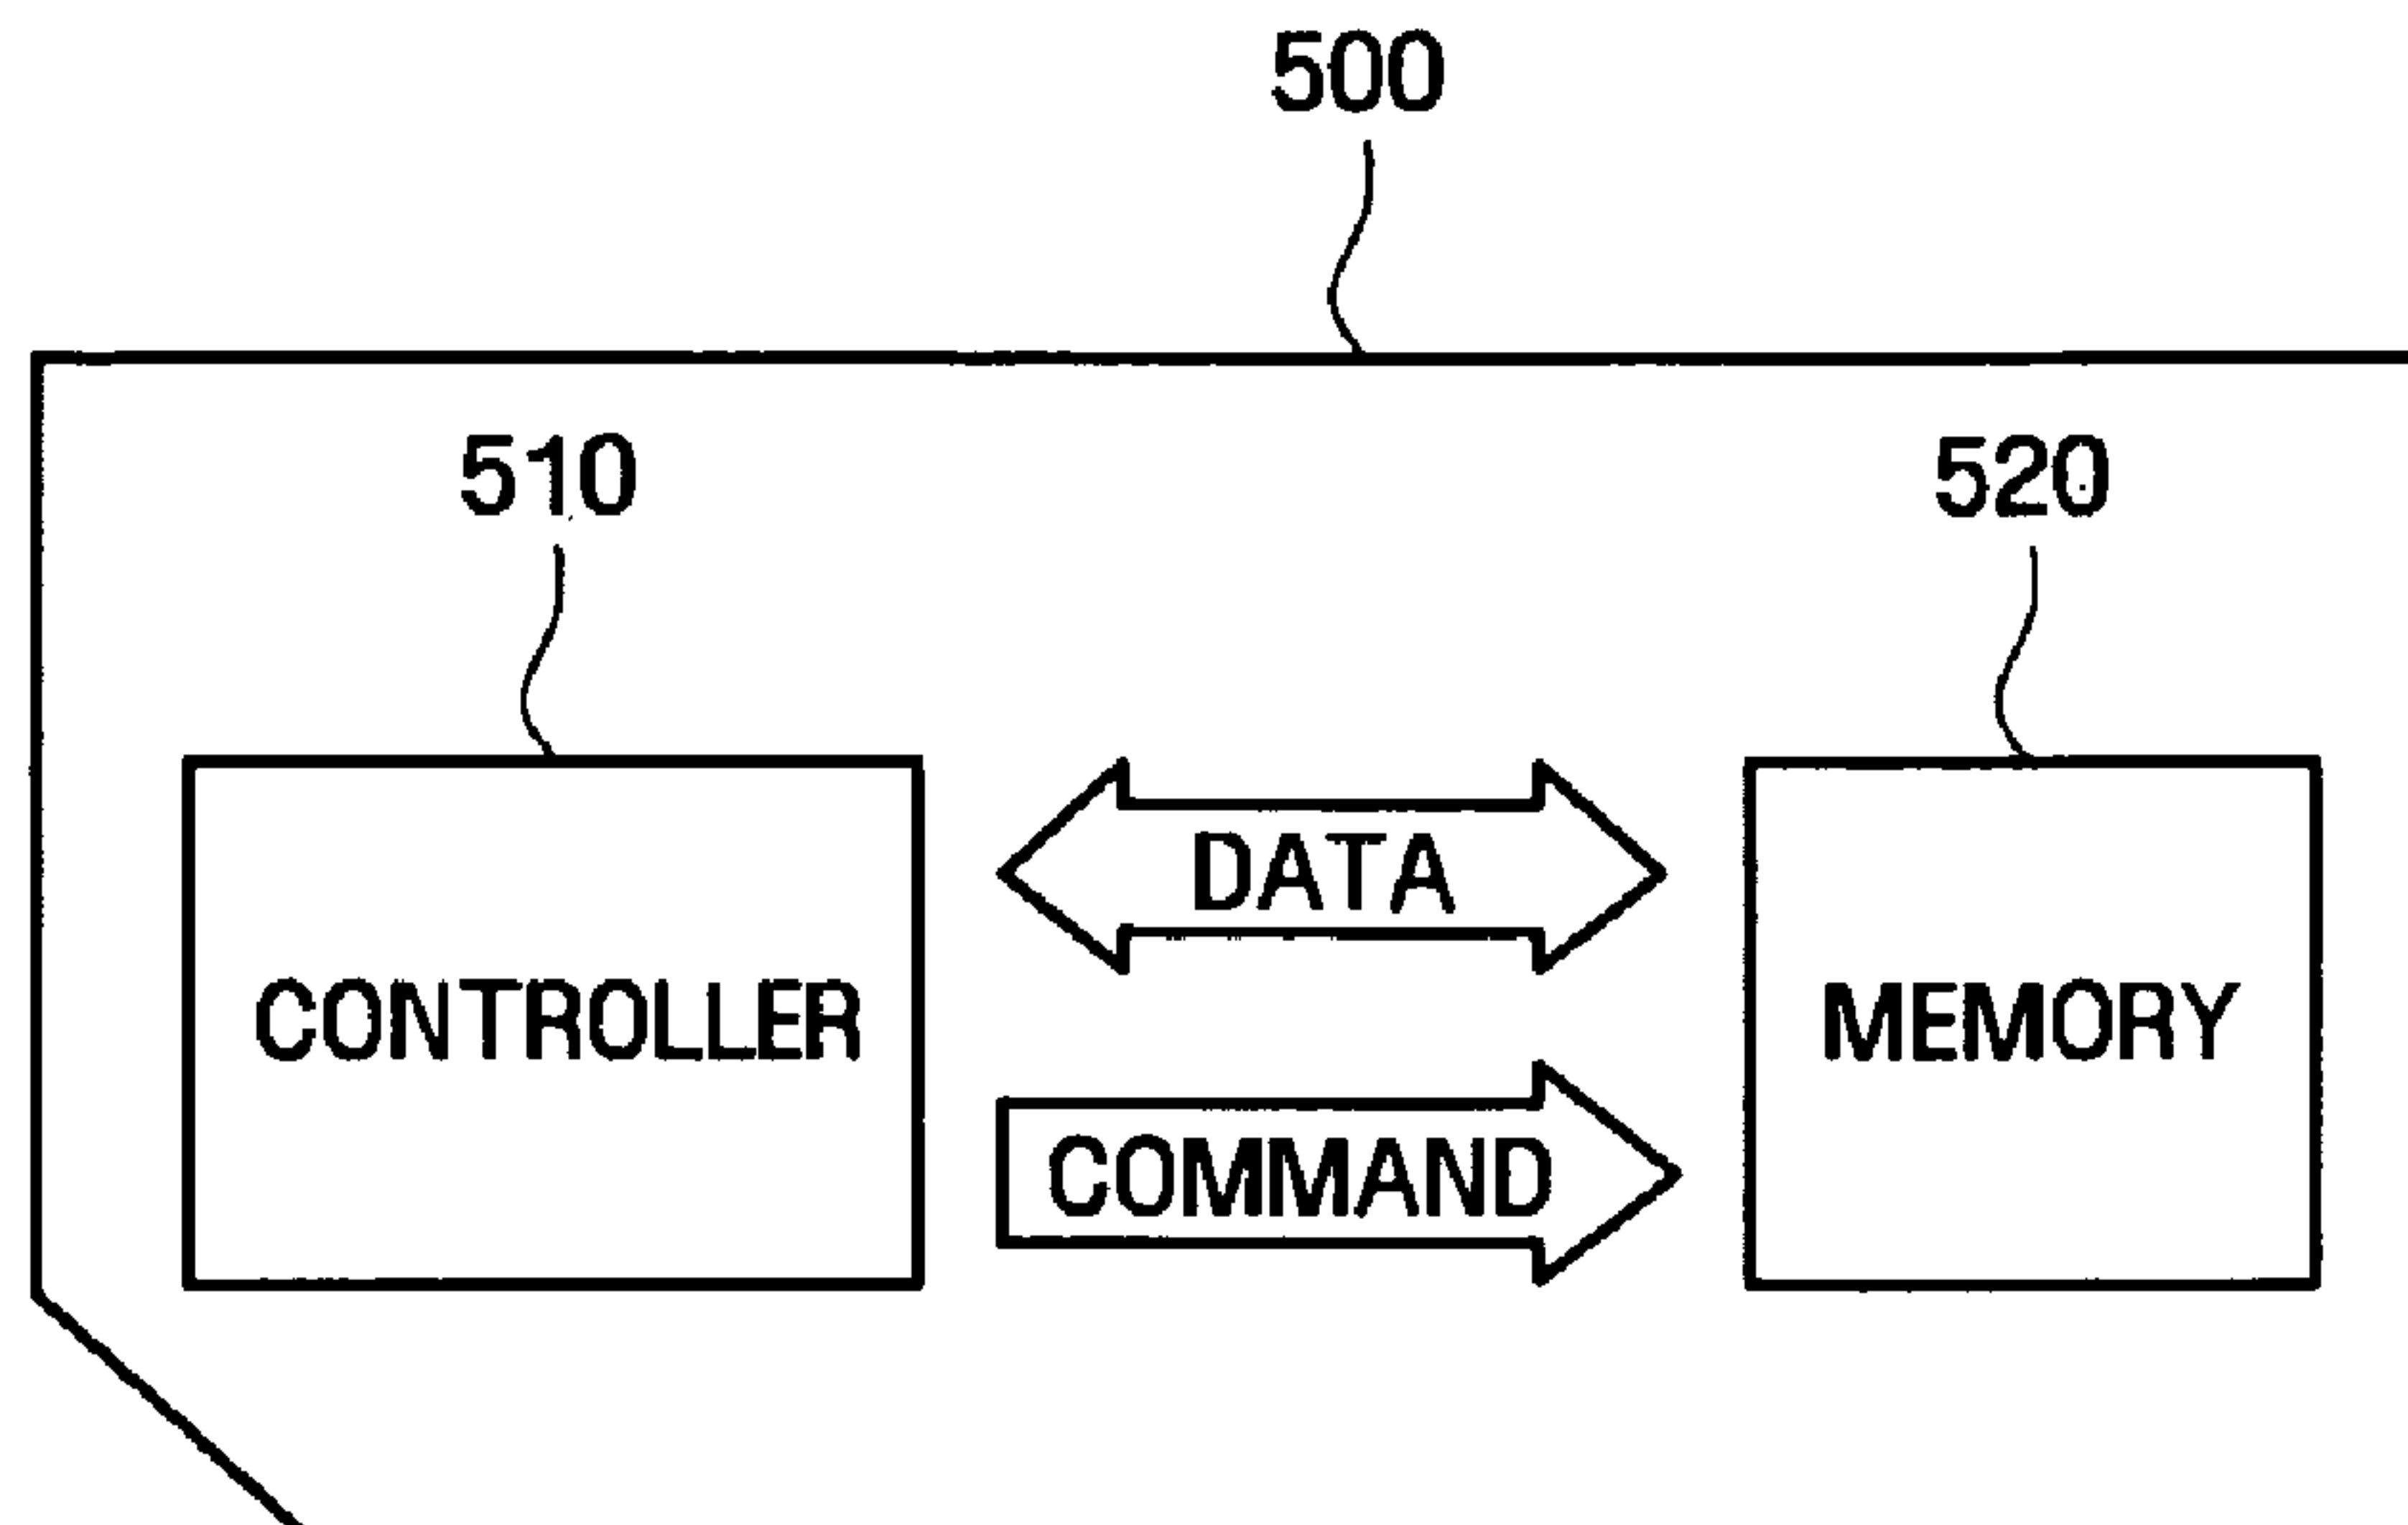 500
510
520
DATA
CONTROLLER
MEMORY
COMMAND